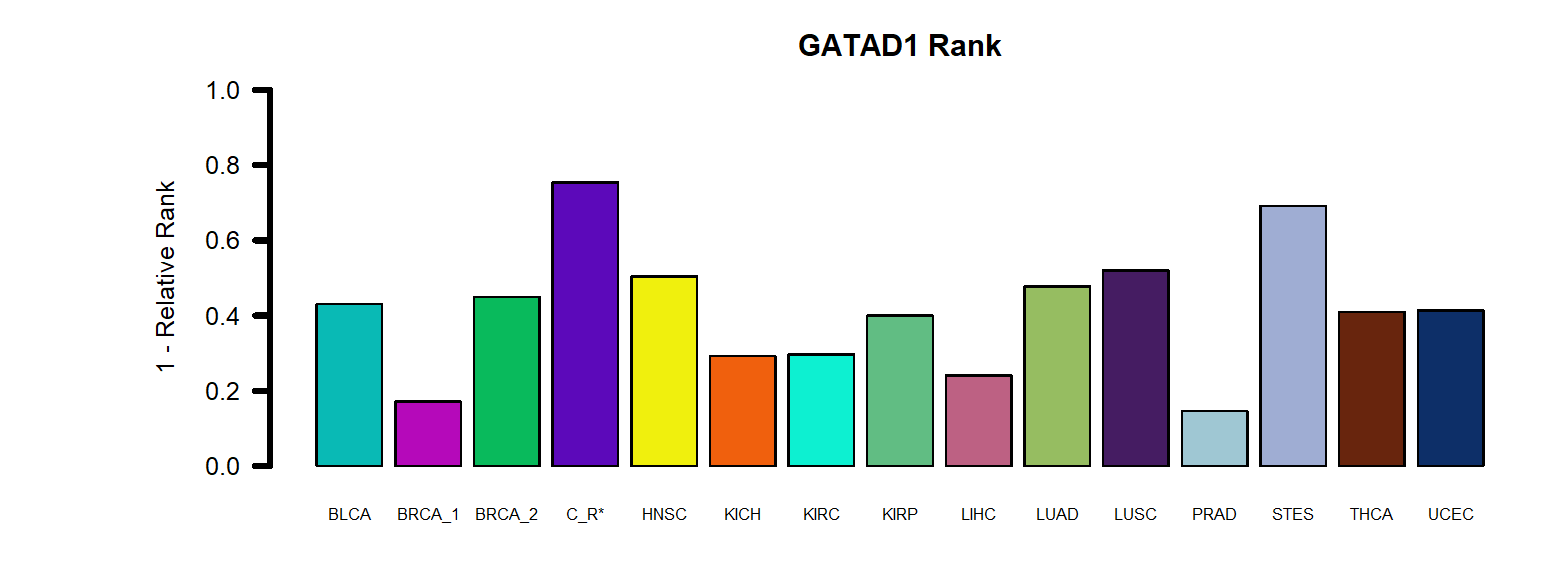 GATAD1 Rank
1 - Relative Rank
1.0
0.8
0.6
0.4
0.2
0.0
BLCA BRCA_1 BRCA_2 C_R* HNSC KICH KIRC KIRP LIHC LUAD LUSC PRAD STES THCA UCEC